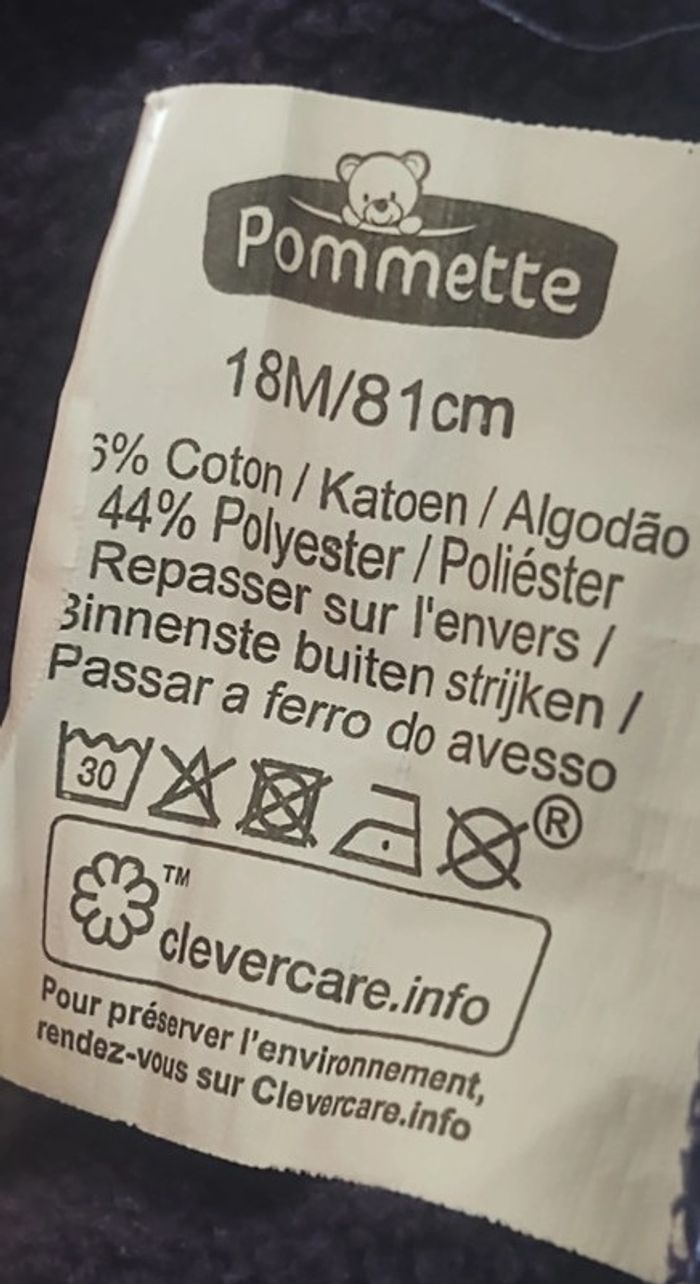 Pommette
18M/81cm
6% Coton / Katoen / Algodão
44% Polyester / Poliéster
Repasser sur l'envers /
Binnenste buiten strijken /
Passar a ferro do avesso
30 ®
™
clevercare.info
Pour préserver l'environnement,
rendez-vous sur Clevercare.info